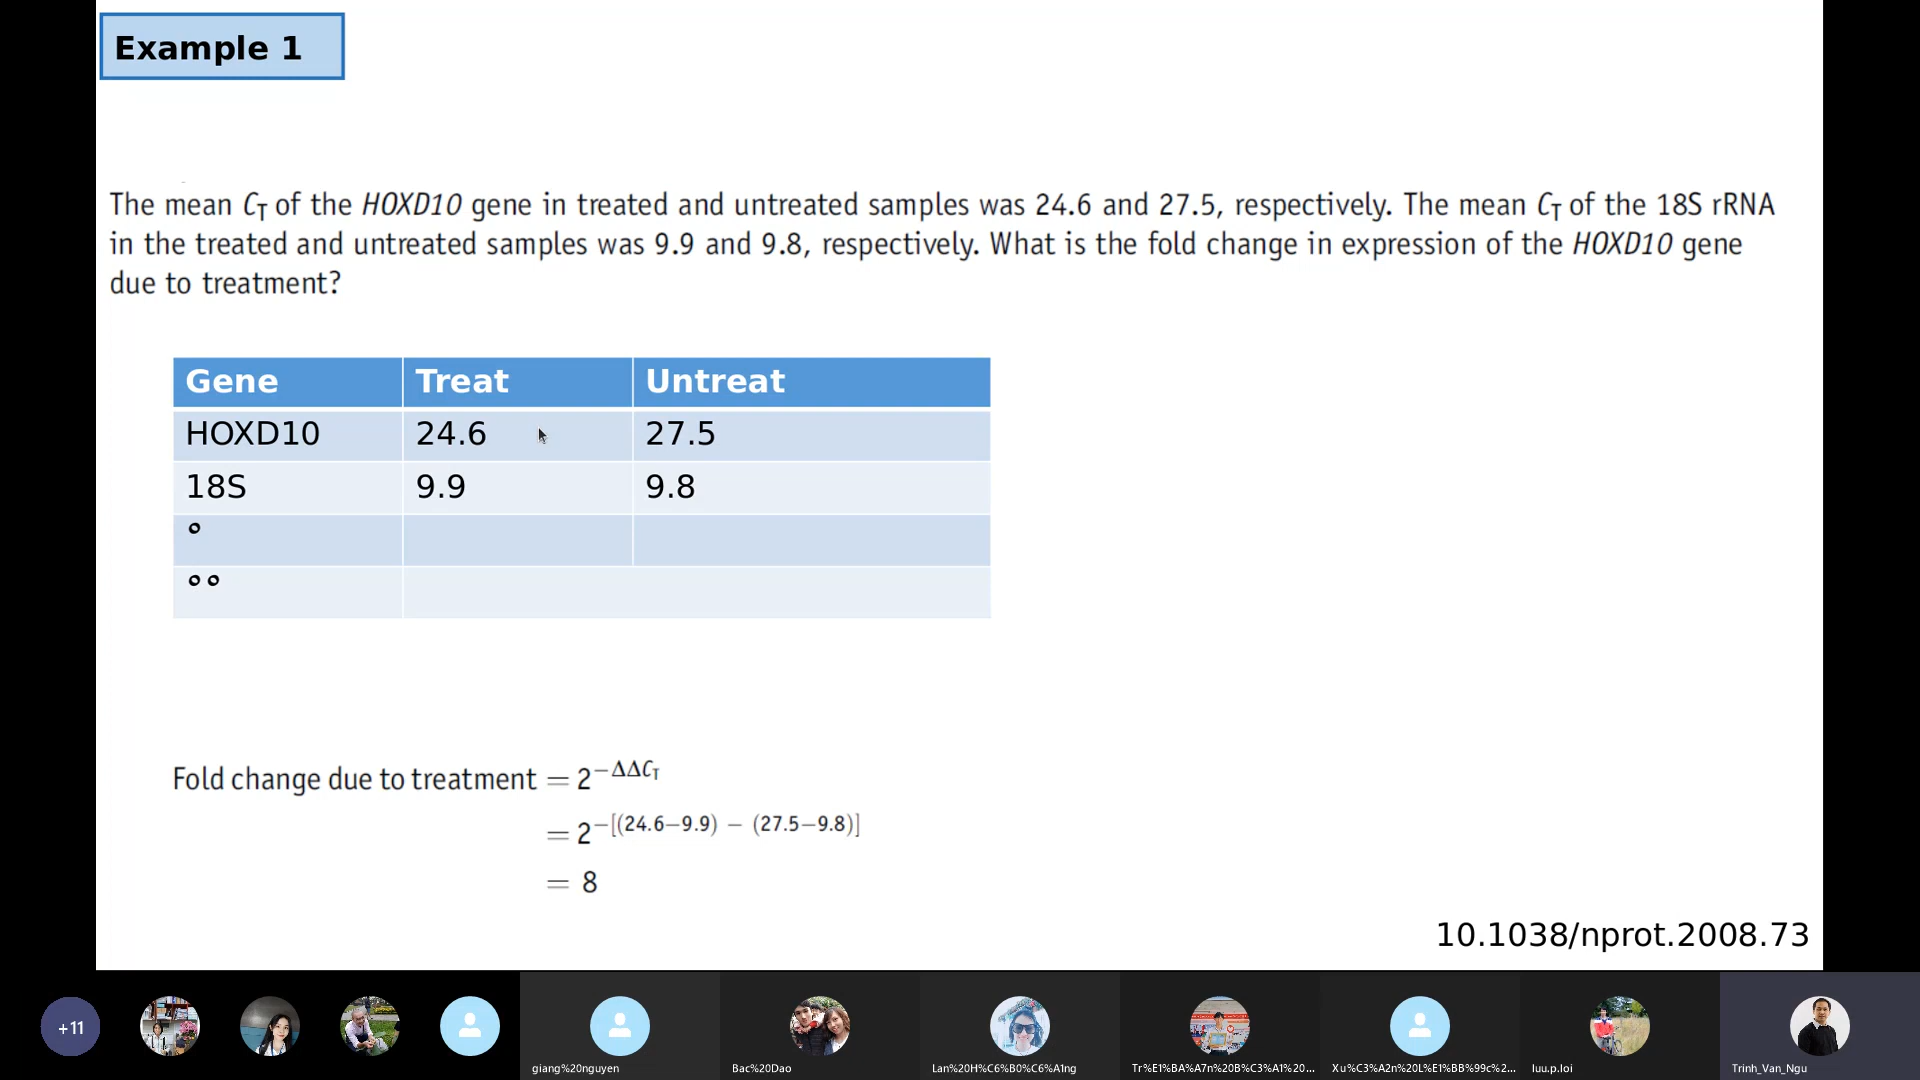 Example 1
The mean CT of the HOXD10 gene in treated and untreated samples was 24.6 and 27.5, respectively. The mean CT of the 18S rRNA
in the treated and untreated samples was 9.9 and 9.8, respectively. What is the fold change in expression of the HOXD10 gene
due to treatment?
Gene Treat Untreat
HOXD10 24.6 27.5
18S 9.9 9.8
°
°°
Fold change due to treatment = 2^−ΔΔCT
= 2^−[(24.6−9.9) − (27.5−9.8)]
= 8
10.1038/nprot.2008.73
+11
giang%20nguyen
Bac%20Dao
Lan%20H%C6%B0%C6%A1ng
Tr%E1%BA%A7n%20B%C3%A1%20...
Xu%C3%A2n%20L%E1%BB%99c%2...
luu.p.loi
Trinh_Van_Ngu